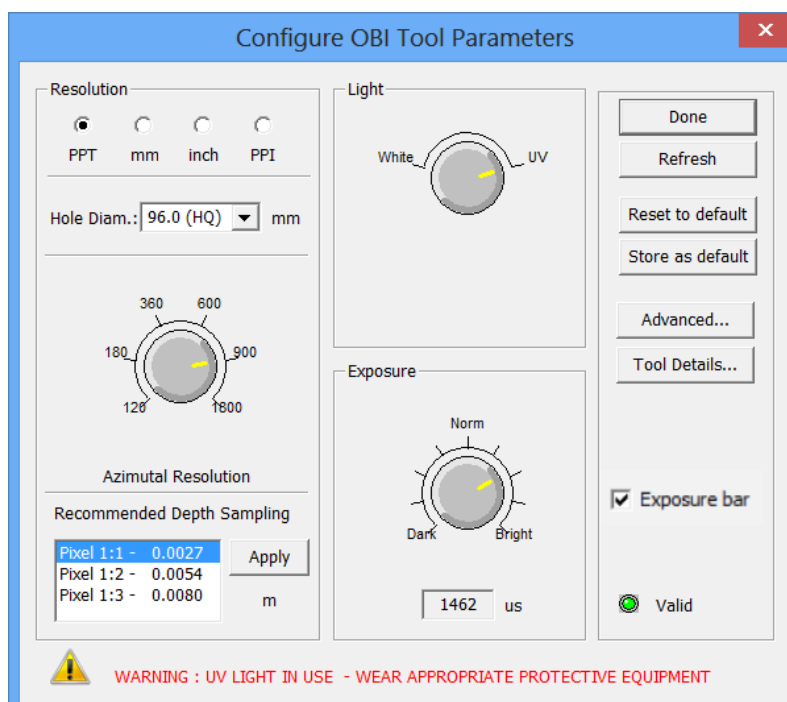 Configure OBI Tool Parameters
x
Resolution
PPT mm inch PPI
Hole Diam.: 96.0 (HQ) mm
360 600
180 900
120 1800
Azimutal Resolution
Recommended Depth Sampling
Pixel 1:1 - 0.0027
Pixel 1:2 - 0.0054
Pixel 1:3 - 0.0080
Apply
m
Light
White UV
Exposure
Norm
Dark Bright
1462 us
Done
Refresh
Reset to default
Store as default
Advanced...
Tool Details...
Exposure bar
Valid
WARNING : UV LIGHT IN USE - WEAR APPROPRIATE PROTECTIVE EQUIPMENT